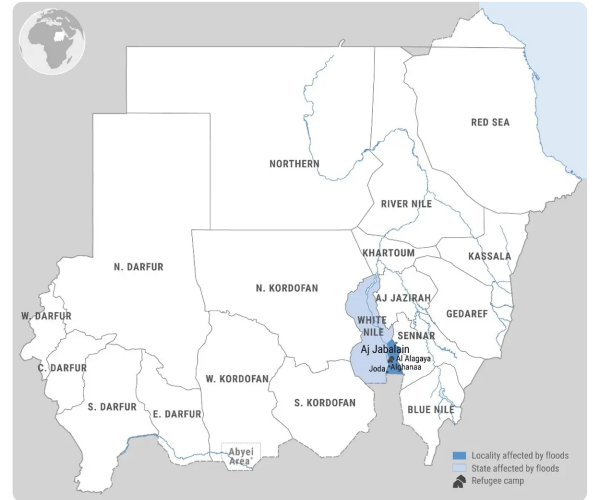 RED SEA
NORTHERN
RIVER NILE
KHARTOUM
KASSALA
N. DARFUR
N. KORDOFAN
AJ JAZIRAH
GEDAREF
W. DARFUR
WHITE
NILE
SENNAR
Aj Jabalain
Al Alagaya
Joda
Alghanaa
C. DARFUR
W. KORDOFAN
S. KORDOFAN
S. DARFUR
E. DARFUR
BLUE NILE
Abyei
Area
Locality affected by floods
State affected by floods
Refugee camp